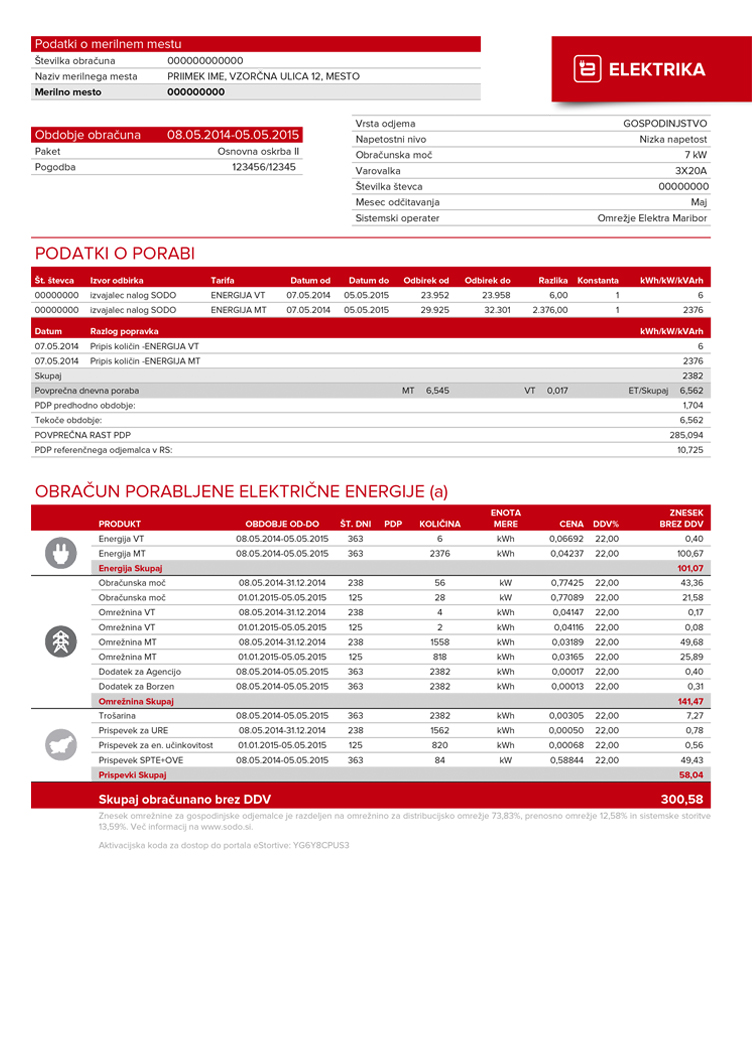 Podatki o merilnem mestu
Številka obračuna 000000000000
Naziv merilnega mesta PRIIMEK IME, VZORČNA ULICA 12, MESTO
Merilno mesto 000000000
ELEKTRIKA
Obdobje obračuna 08.05.2014-05.05.2015
Paket Osnovna oskrba II
Pogodba 123456/12345
Vrsta odjema GOSPODINJSTVO
Napetostni nivo Nizka napetost
Obračunska moč 7 kW
Varovalka 3X20A
Številka števca 00000000
Mesec odčitavanja Maj
Sistemski operater Omrežje Elektra Maribor
PODATKI O PORABI
Št. števca Izvor odbirka Tarifa Datum od Datum do Odbirek od Odbirek do Razlika Konstanta kWh/kW/kVArh
00000000 izvajalec nalog SODO ENERGIJA VT 07.05.2014 05.05.2015 23.952 23.958 6,00 1 6
00000000 izvajalec nalog SODO ENERGIJA MT 07.05.2014 05.05.2015 29.925 32.301 2.376,00 1 2376
Datum Razlog popravka kWh/kW/kVArh
07.05.2014 Pripis količin -ENERGIJA VT 6
07.05.2014 Pripis količin -ENERGIJA MT 2376
Skupaj 2382
Povprečna dnevna poraba MT 6,545 VT 0,017 ET/Skupaj 6,562
PDP predhodno obdobje: 1,704
Tekoče obdobje: 6,562
POVPREČNA RAST PDP 285,094
PDP referenčnega odjemalca v RS: 10,725
OBRAČUN PORABLJENE ELEKTRIČNE ENERGIJE (a)
PRODUKT OBDOBJE OD-DO ŠT. DNI PDP KOLIČINA ENOTA MERE CENA DDV% ZNESEK BREZ DDV
Energija VT 08.05.2014-05.05.2015 363 6 kWh 0,06692 22,00 0,40
Energija MT 08.05.2014-05.05.2015 363 2376 kWh 0,04237 22,00 100,67
Energija Skupaj 101,07
Obračunska moč 08.05.2014-31.12.2014 238 56 kW 0,77425 22,00 43,36
Obračunska moč 01.01.2015-05.05.2015 125 28 kW 0,77089 22,00 21,58
Omrežnina VT 08.05.2014-31.12.2014 238 4 kWh 0,04147 22,00 0,17
Omrežnina VT 01.01.2015-05.05.2015 125 2 kWh 0,04116 22,00 0,08
Omrežnina MT 08.05.2014-31.12.2014 238 1558 kWh 0,03189 22,00 49,68
Omrežnina MT 01.01.2015-05.05.2015 125 818 kWh 0,03165 22,00 25,89
Dodatek za Agencijo 08.05.2014-05.05.2015 363 2382 kWh 0,00017 22,00 0,40
Dodatek za Borzen 08.05.2014-05.05.2015 363 2382 kWh 0,00013 22,00 0,31
Omrežnina Skupaj 141,47
Trošarina 08.05.2014-05.05.2015 363 2382 kWh 0,00305 22,00 7,27
Prispevek za URE 08.05.2014-31.12.2014 238 1562 kWh 0,00050 22,00 0,78
Prispevek za en. učinkovitost 01.01.2015-05.05.2015 125 820 kWh 0,00068 22,00 0,56
Prispevek SPTE+OVE 08.05.2014-05.05.2015 363 84 kW 0,58844 22,00 49,43
Prispevki Skupaj 58,04
Skupaj obračunano brez DDV 300,58
Znesek omrežnine za gospodinjske odjemalce je razdeljen na omrežnino za distribucijsko omrežje 73,83%, prenosno omrežje 12,58% in sistemske storitve
13,59%. Več informacij na www.sodo.si.
Aktivacijska koda za dostop do portala eStortive: YG6Y8CPUS3